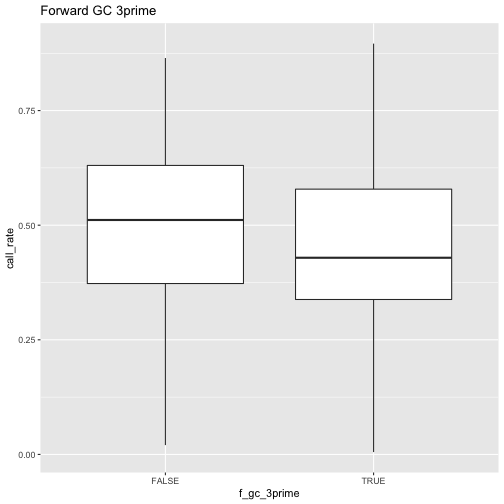 Forward GC 3prime
call_rate
0.75
0.50
0.25
0.00
FALSE
TRUE
f_gc_3prime